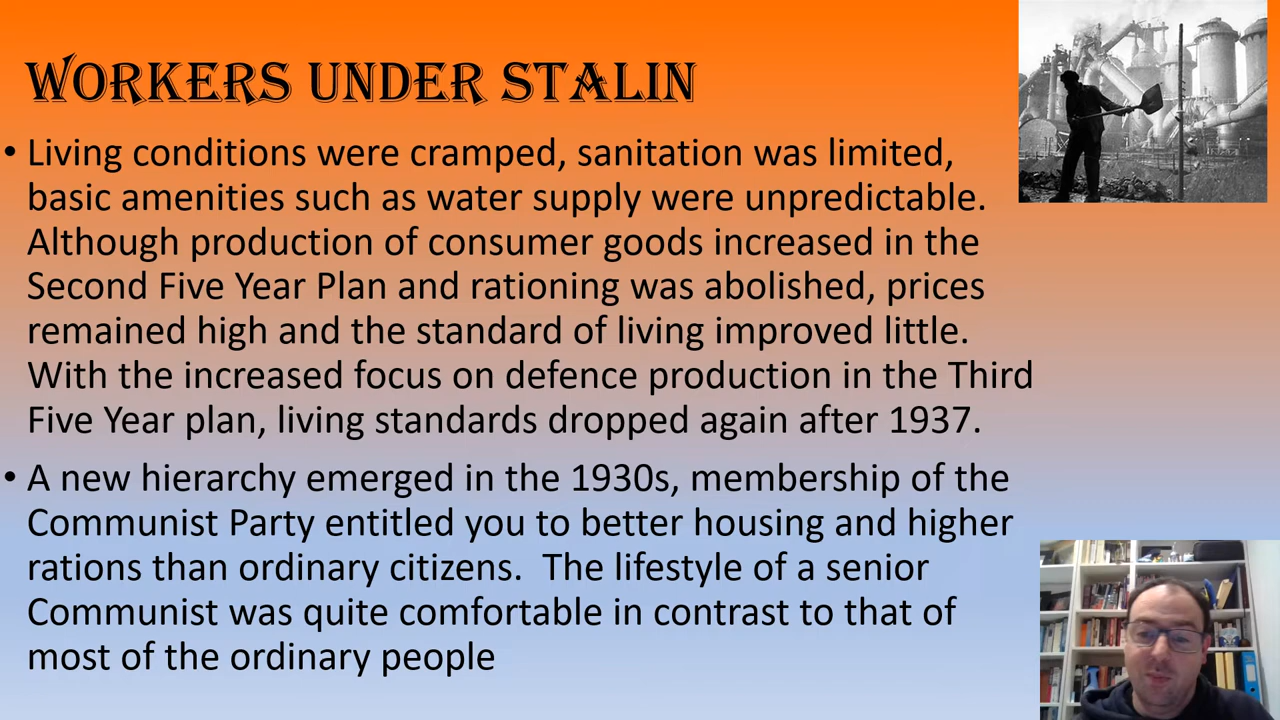 WORKERS UNDER STALIN
• Living conditions were cramped, sanitation was limited,
basic amenities such as water supply were unpredictable.
Although production of consumer goods increased in the
Second Five Year Plan and rationing was abolished, prices
remained high and the standard of living improved little.
With the increased focus on defence production in the Third
Five Year plan, living standards dropped again after 1937.
• A new hierarchy emerged in the 1930s, membership of the
Communist Party entitled you to better housing and higher
rations than ordinary citizens.  The lifestyle of a senior
Communist was quite comfortable in contrast to that of
most of the ordinary people